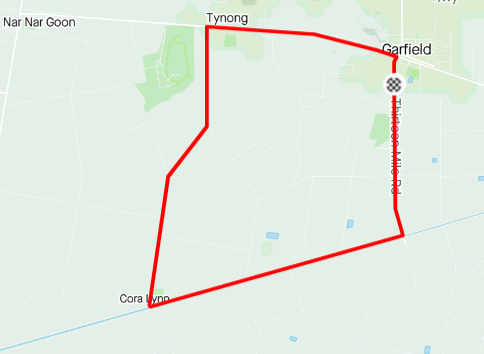 Tynong
Nar Nar Goon
Garfield
Thirteen Mile Rd
Cora Lynn